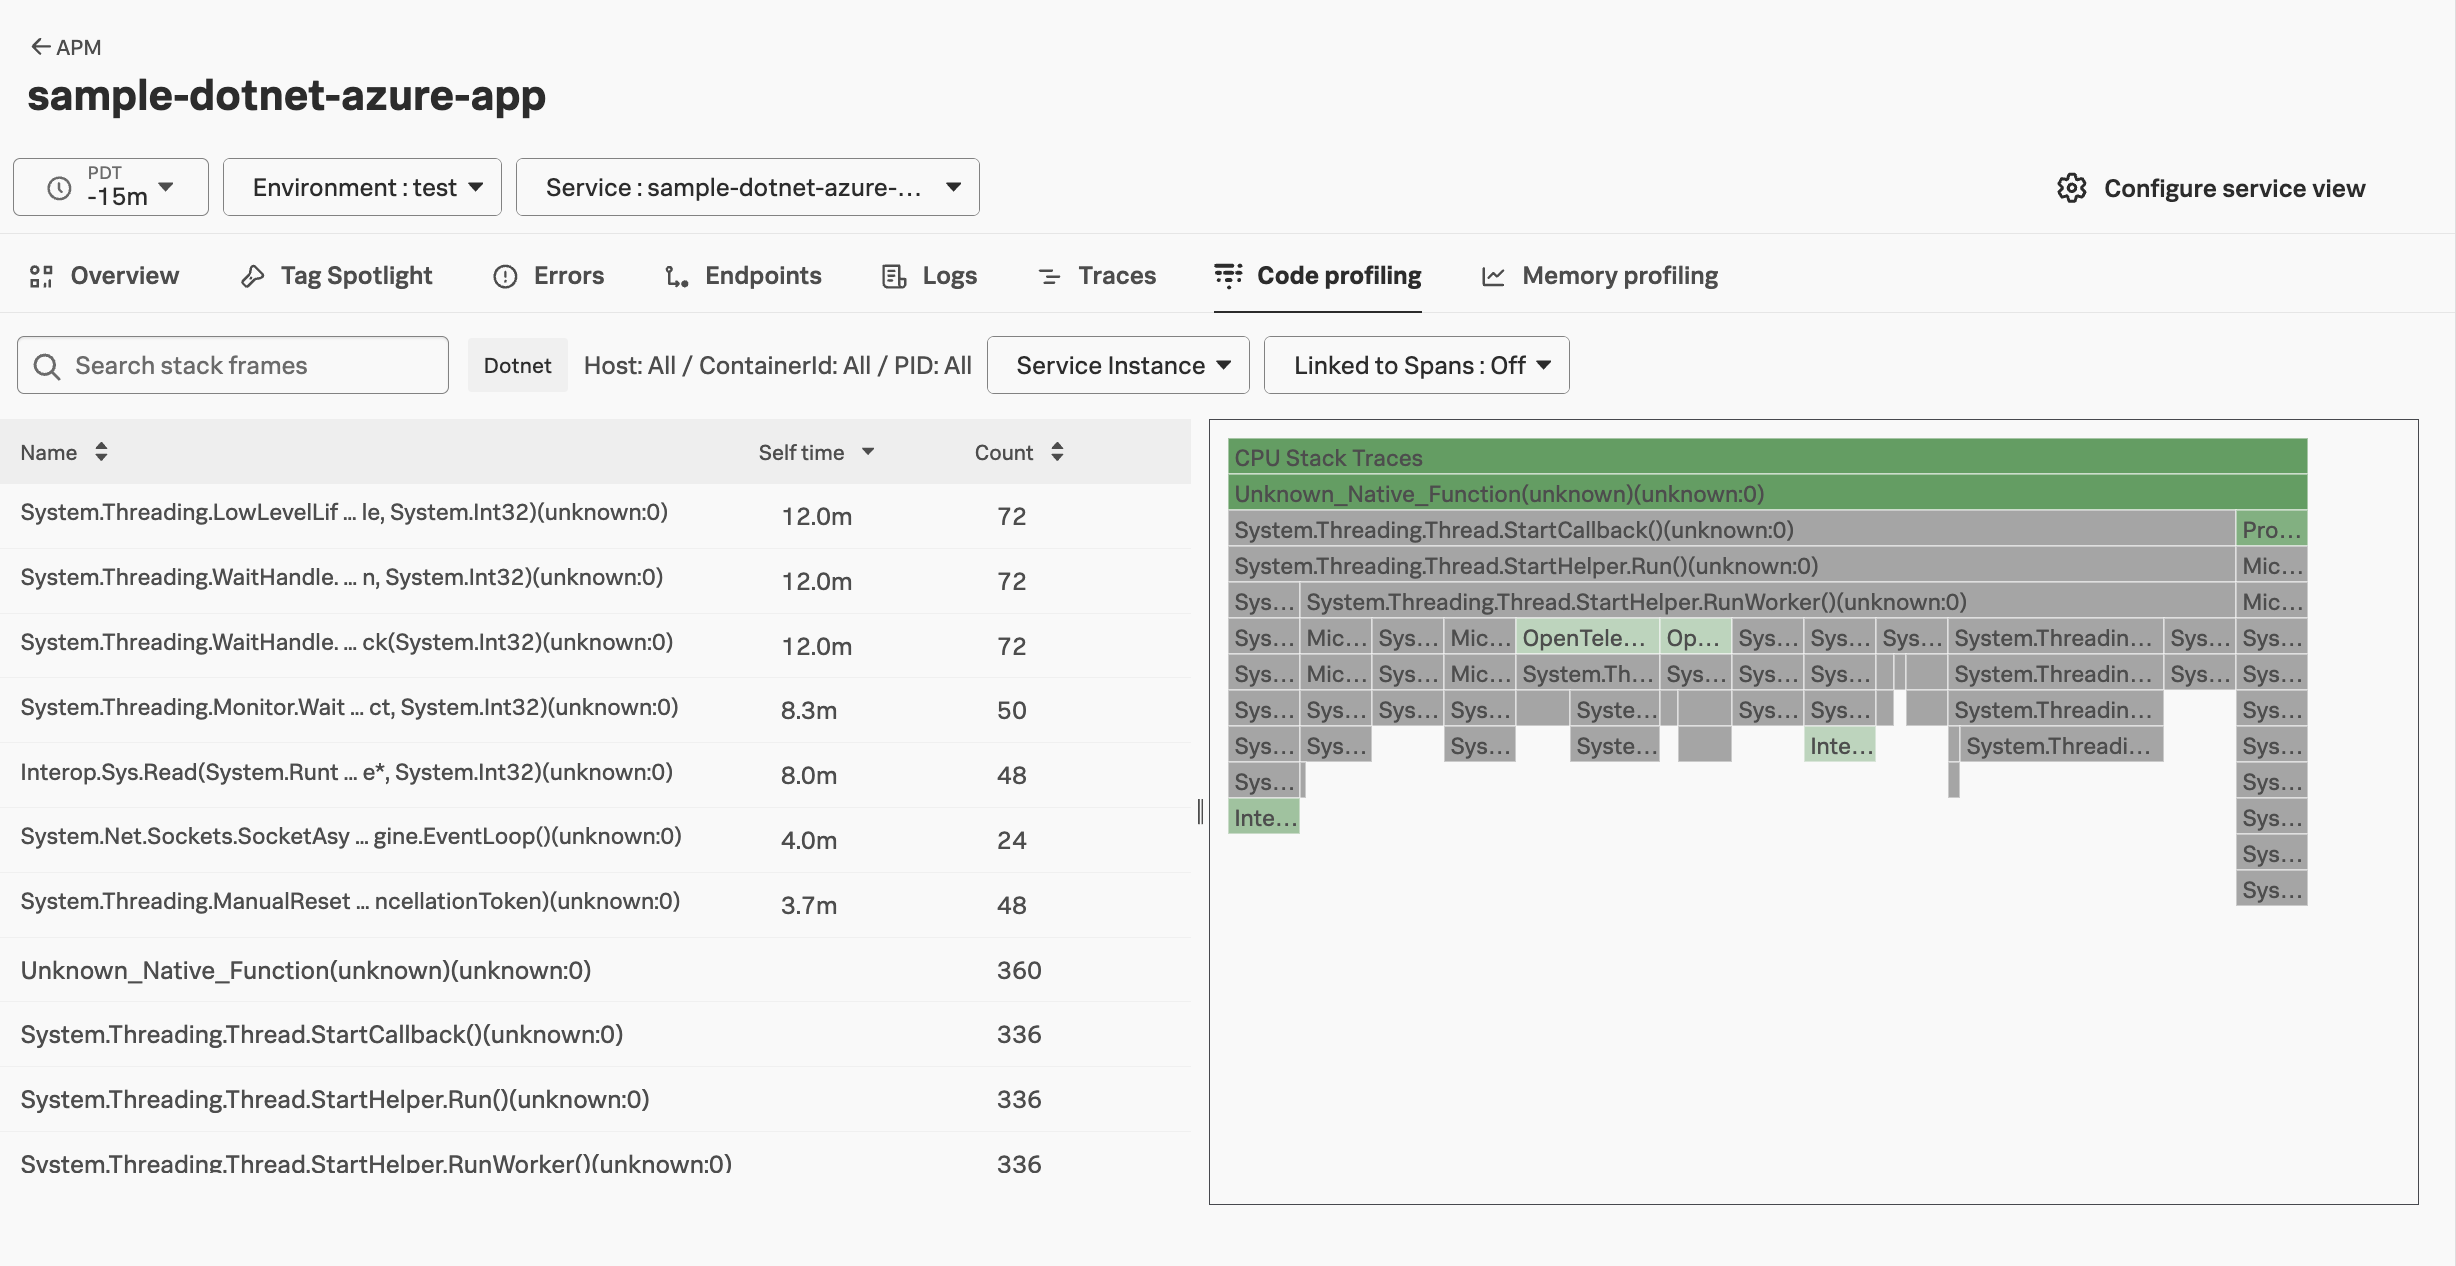 APM
sample-dotnet-azure-app
PDT
-15m
Environment : test
Service : sample-dotnet-azure-...
Configure service view
Overview
Tag Spotlight
Errors
Endpoints
Logs
Traces
Code profiling
Memory profiling
Search stack frames
Dotnet
Host: All / ContainerId: All / PID: All
Service Instance
Linked to Spans : Off
Name Self time Count
System.Threading.LowLevelLif ... le, System.Int32)(unknown:0) 12.0m 72
System.Threading.WaitHandle. ... n, System.Int32)(unknown:0) 12.0m 72
System.Threading.WaitHandle. ... ck(System.Int32)(unknown:0) 12.0m 72
System.Threading.Monitor.Wait ... ct, System.Int32)(unknown:0) 8.3m 50
Interop.Sys.Read(System.Runt ... e*, System.Int32)(unknown:0) 8.0m 48
System.Net.Sockets.SocketAsy ... gine.EventLoop()(unknown:0) 4.0m 24
System.Threading.ManualReset ... ncellationToken)(unknown:0) 3.7m 48
Unknown_Native_Function(unknown)(unknown:0) 360
System.Threading.Thread.StartCallback()(unknown:0) 336
System.Threading.Thread.StartHelper.Run()(unknown:0) 336
System.Threading.Thread.StartHelper.RunWorker()(unknown:0) 336
CPU Stack Traces
Unknown_Native_Function(unknown)(unknown:0)
System.Threading.Thread.StartCallback()(unknown:0) Pro...
System.Threading.Thread.StartHelper.Run()(unknown:0) Mic...
Sys... System.Threading.Thread.StartHelper.RunWorker()(unknown:0) Mic...
Sys... Mic... Sys... Mic... OpenTele... Op... Sys... Sys... Sys... System.Threadin... Sys... Sys...
Sys... Mic... Sys... Mic... System.Th... Sys... Sys... Sys... System.Threadin... Sys... Sys...
Sys... Sys... Sys... Sys... Syste... Sys... Sys... System.Threadin... Sys...
Sys... Sys... Sys... Syste... Inte... System.Threadi... Sys...
Sys... Sys...
Inte... Sys...
Sys...
Sys...